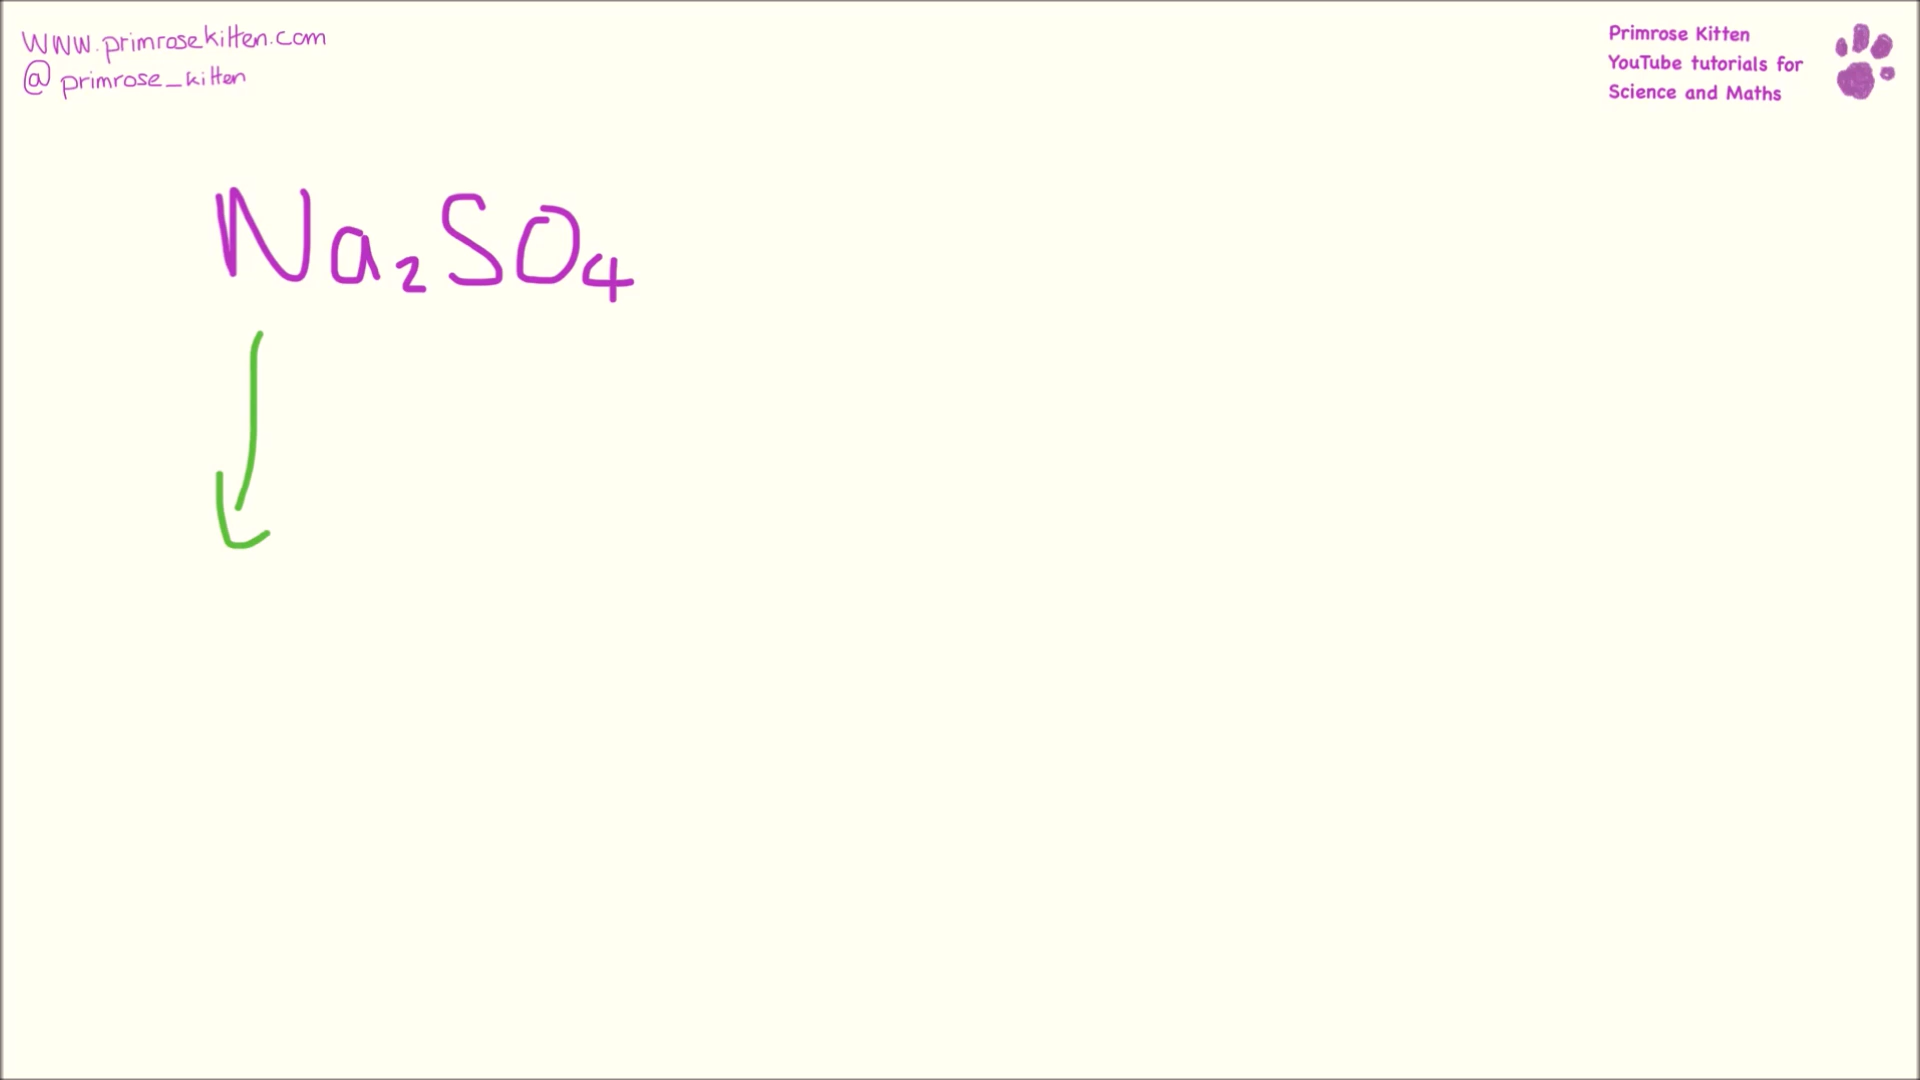 www.primrosekitten.com
@primrose_kitten
Primrose Kitten
YouTube tutorials for
Science and Maths
Na₂SO₄